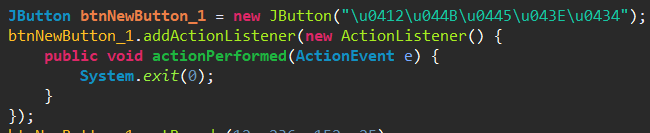 JButton btnNewButton_1 = new JButton("\u0412\u044B\u0445\u043E\u0434");
btnNewButton_1.addActionListener(new ActionListener() {
    public void actionPerformed(ActionEvent e) {
        System.exit(0);
    }
});